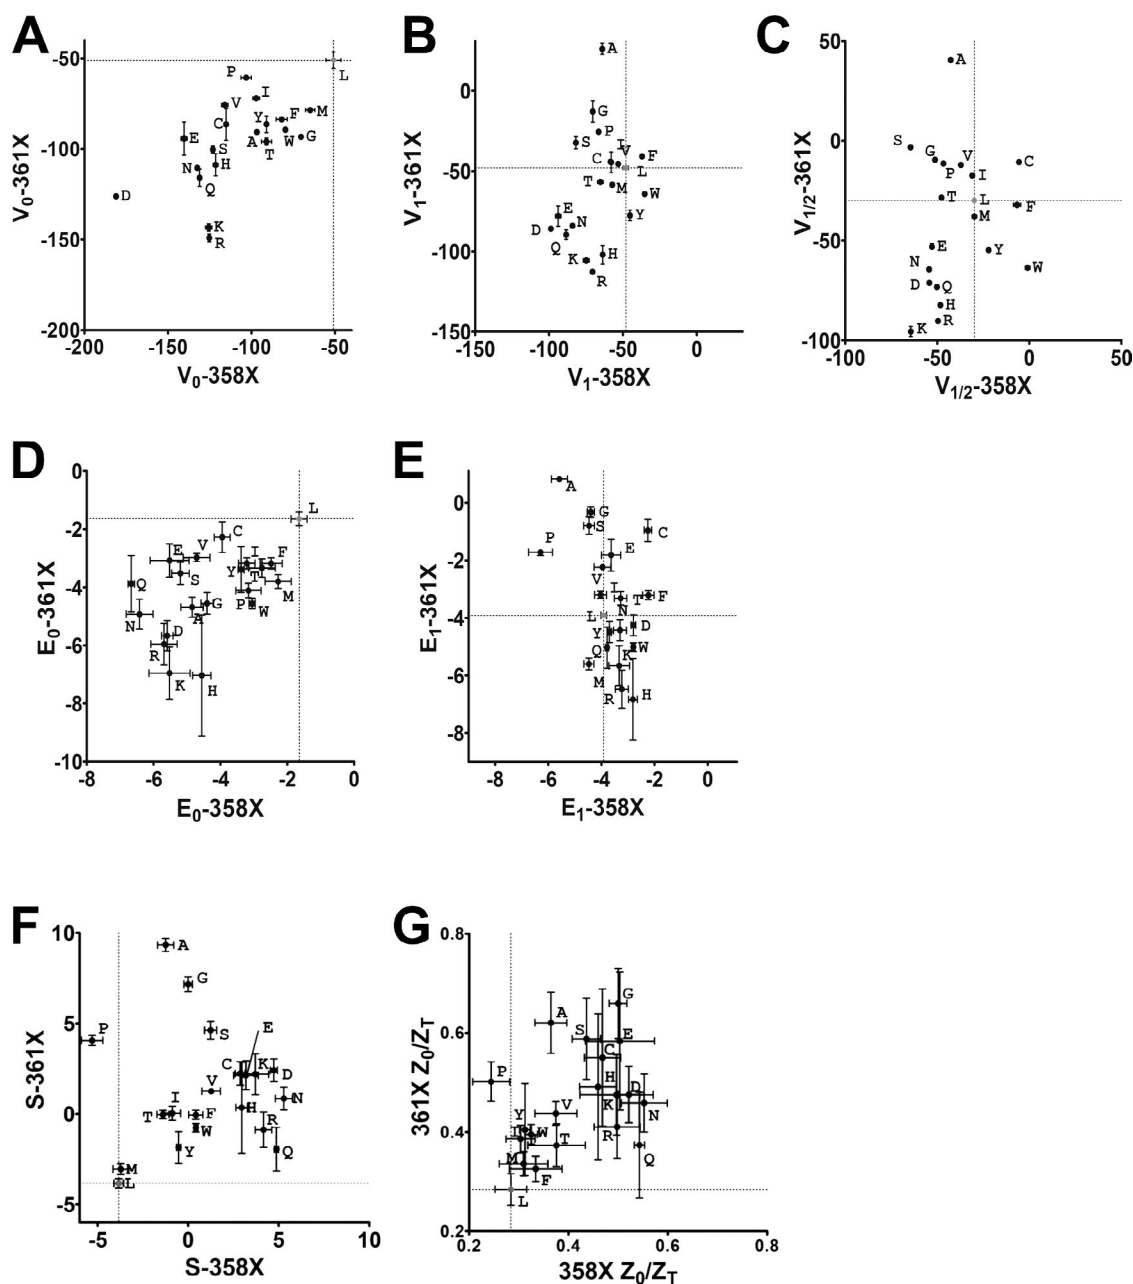 A
B
C
-50
-100
-150
-200
V0-361X
L
P
I
M
V
Y
F
C
W
G
A
T
E
S
H
N
Q
D
K
R
-200
-150
-100
-50
V0-358X
0
-50
-100
-150
V1-361X
A
G
P
S
I
V
F
C
L
T
M
W
E
N
Y
D
Q
K
H
R
-150
-100
-50
0
V1-358X
50
0
-50
-100
V1/2-361X
A
S
G
P
V
I
C
T
L
F
M
E
Y
N
W
D
Q
H
R
K
-100
-50
0
50
V1/2-358X
D
E
0
-2
-4
-6
-8
-10
E0-361X
L
C
E
V
I
F
S
Y
T
M
Q
G
P
W
A
N
D
R
K
H
-8
-6
-4
-2
0
E0-358X
0
-2
-4
-6
-8
E1-361X
A
G
S
C
P
E
V
I
T
F
N
L
Y
D
Q
K
W
M
R
H
-8
-6
-4
-2
0
E1-358X
F
G
10
5
0
-5
S-361X
A
G
P
S
E
C
K
D
V
N
I
T
F
H
W
R
Y
Q
M
L
-5
0
5
10
S-358X
0.8
0.6
0.4
0.2
361X Z0/ZT
G
A
S
E
C
P
H
D
K
N
V
Y
W
T
R
Q
M
F
L
0.2
0.4
0.6
0.8
358X Z0/ZT